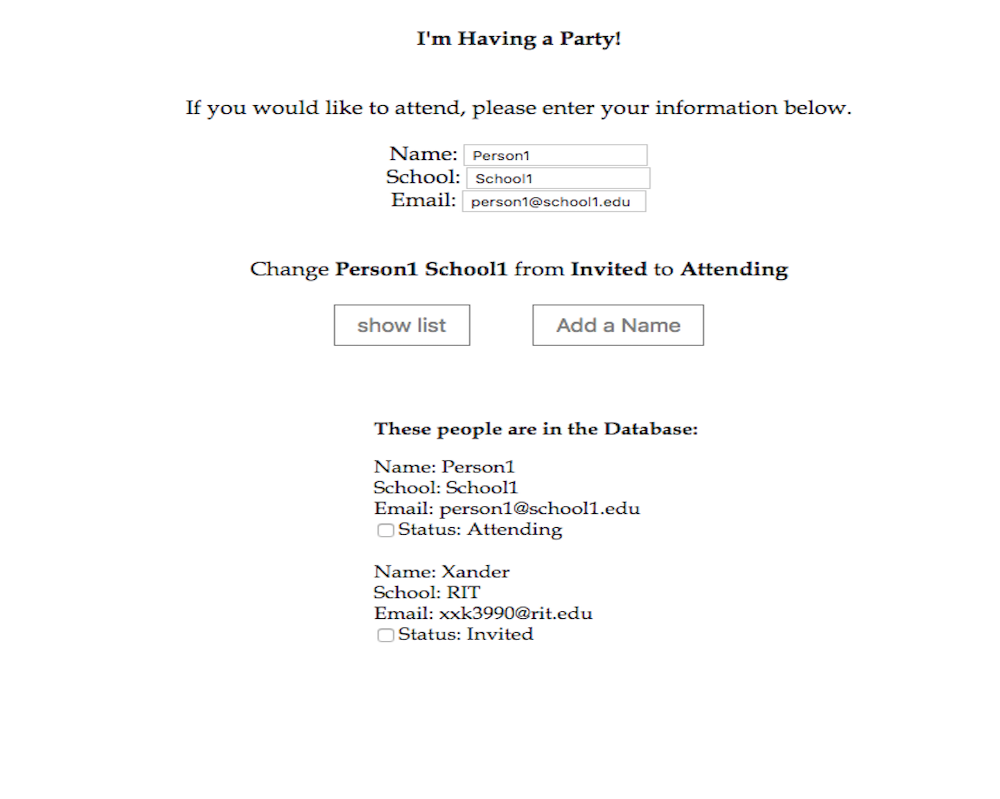 I'm Having a Party!
If you would like to attend, please enter your information below.
Name: Person1
School: School1
Email: person1@school1.edu
Change Person1 School1 from Invited to Attending
show list Add a Name
These people are in the Database:
Name: Person1
School: School1
Email: person1@school1.edu
Status: Attending
Name: Xander
School: RIT
Email: xxk3990@rit.edu
Status: Invited